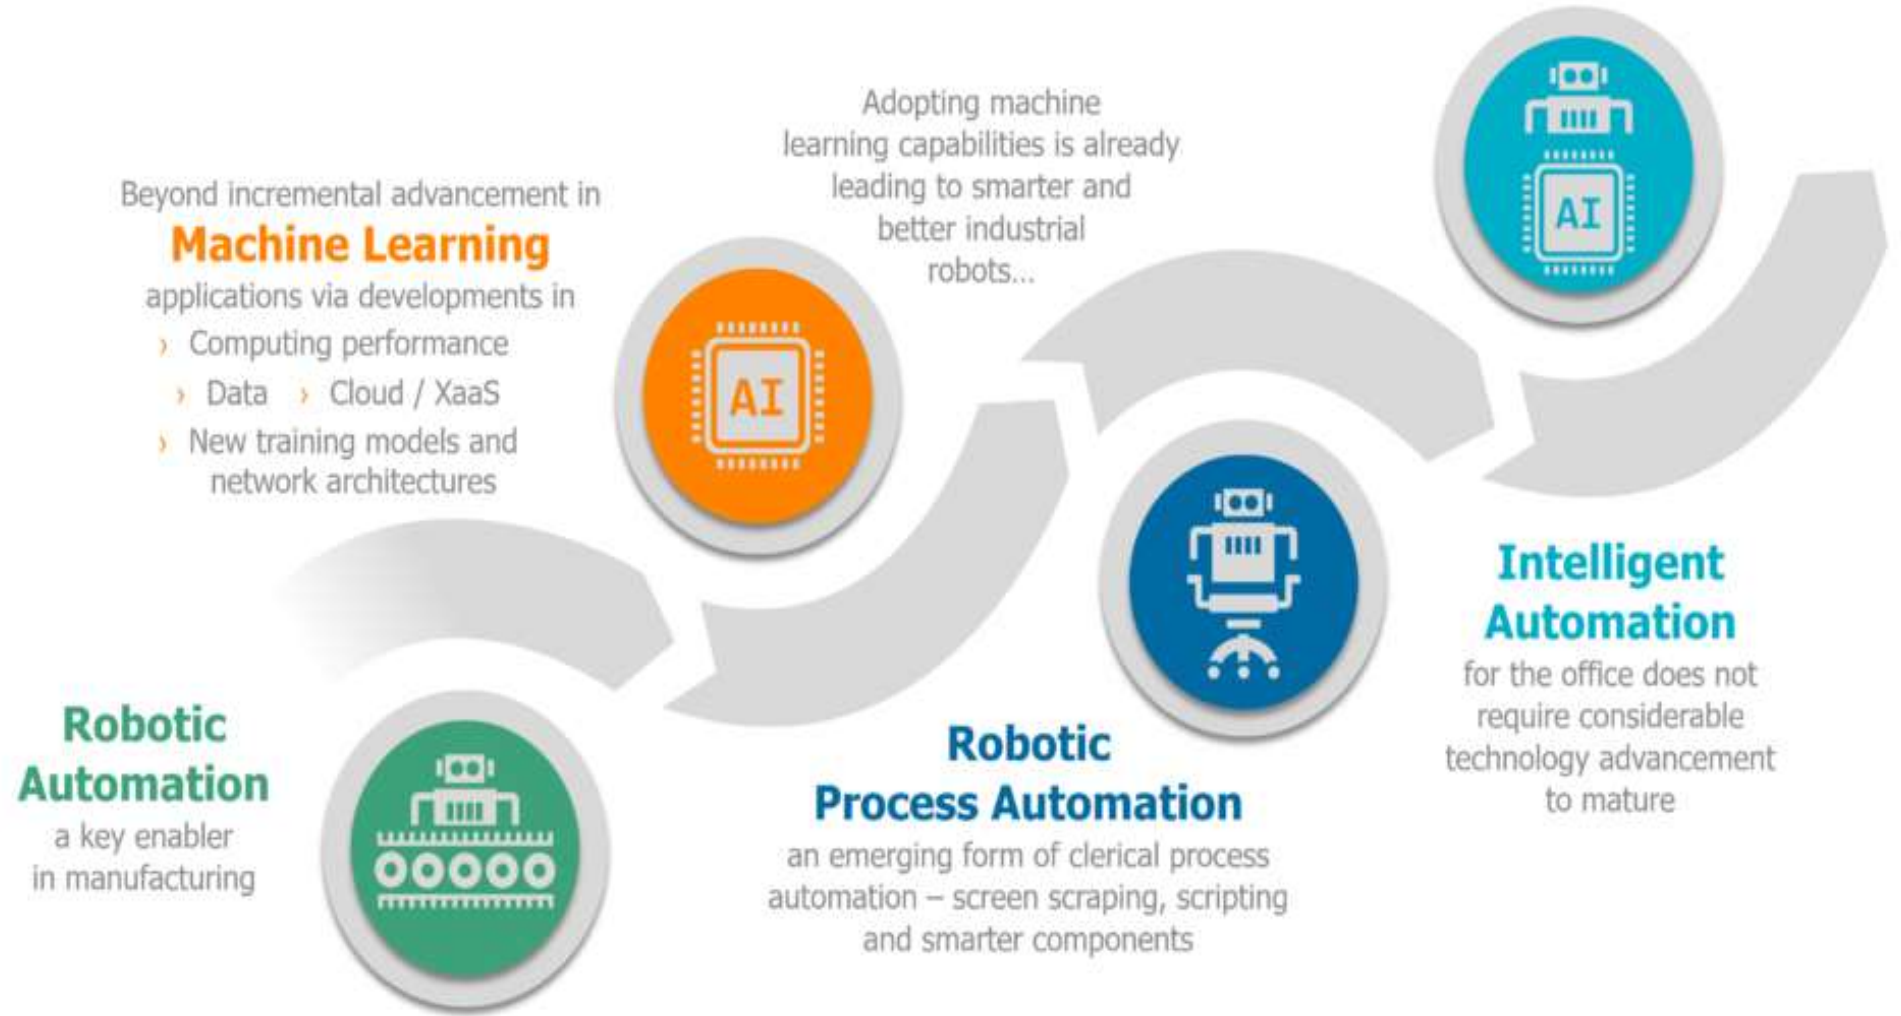 Beyond incremental advancement in
Machine Learning
applications via developments in
› Computing performance
› Data › Cloud / XaaS
› New training models and
network architectures
AI
Adopting machine
learning capabilities is already
leading to smarter and
better industrial
robots...
AI
Robotic
Automation
a key enabler
in manufacturing
Robotic
Process Automation
an emerging form of clerical process
automation – screen scraping, scripting
and smarter components
Intelligent
Automation
for the office does not
require considerable
technology advancement
to mature